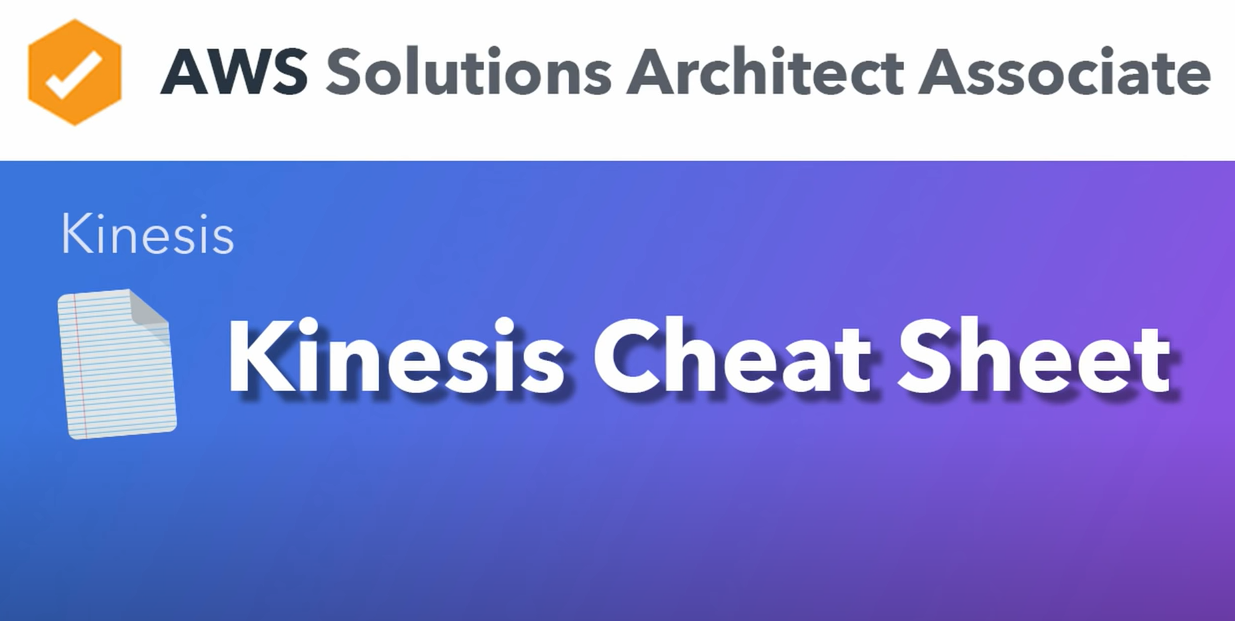 AWS Solutions Architect Associate
Kinesis
Kinesis Cheat Sheet